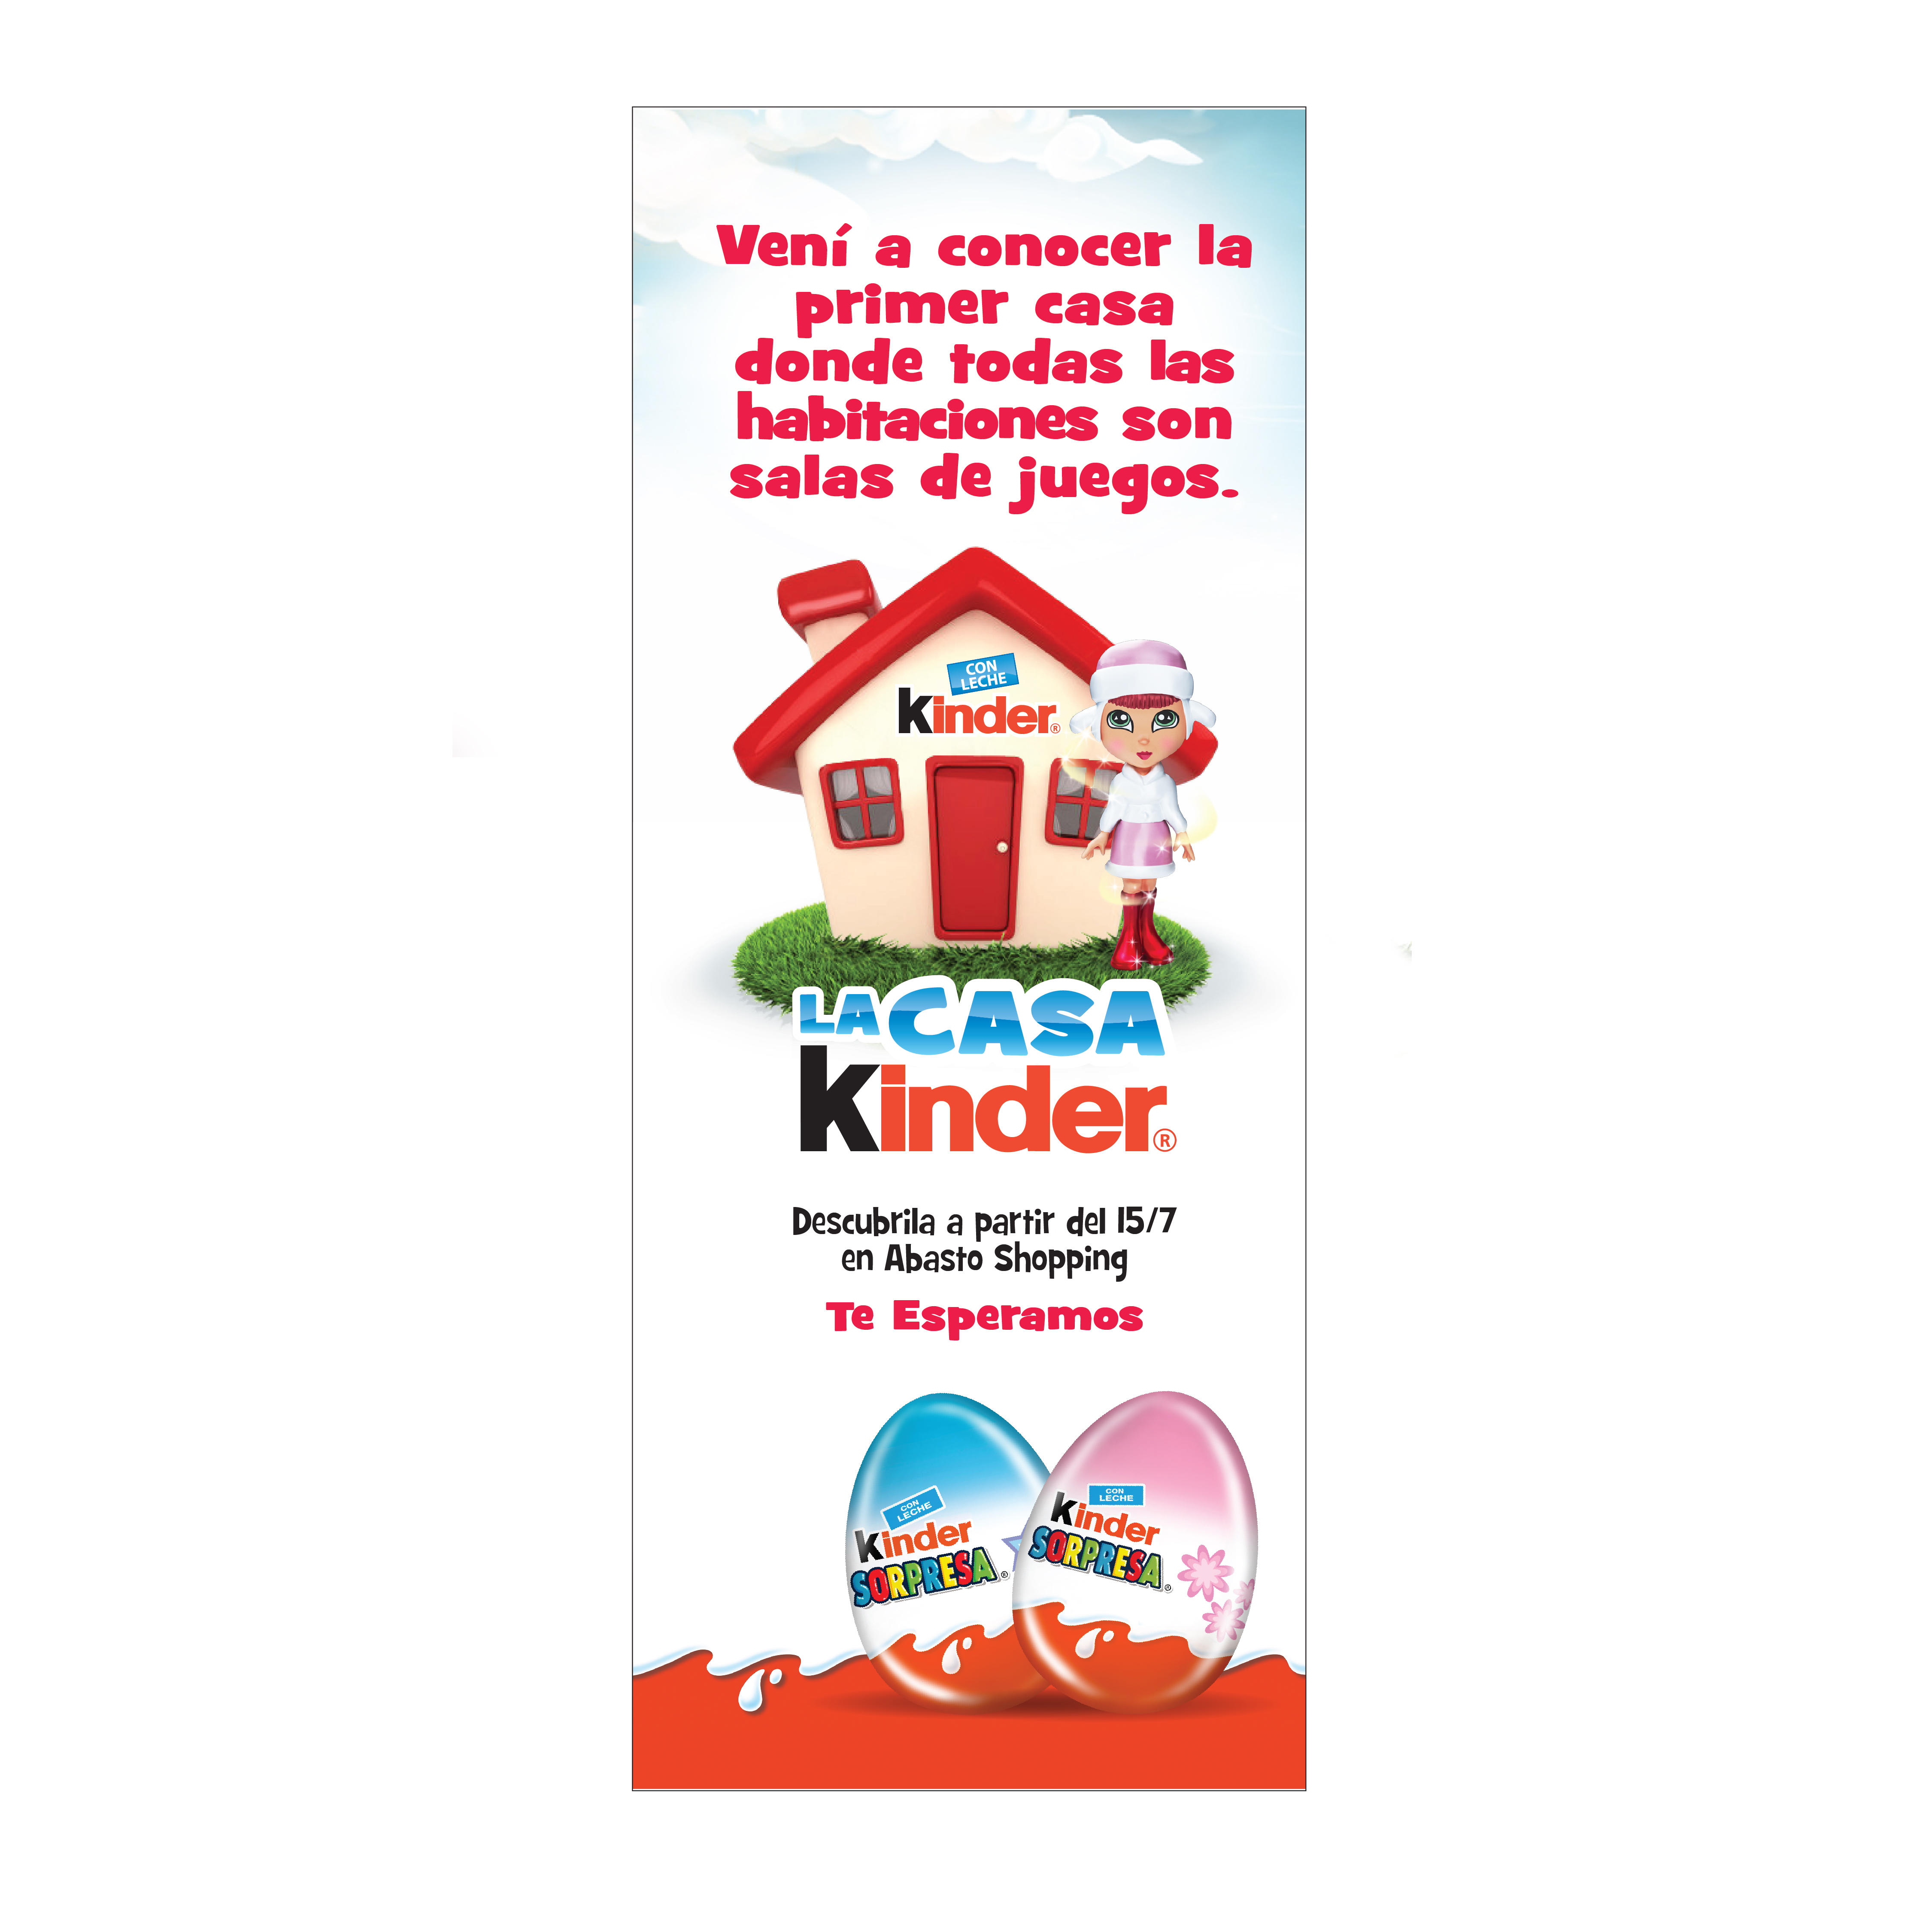 Vení a conocer la
primer casa
donde todas las
habitaciones son
salas de juegos.
CON
LECHE
Kinder®
LA CASA
Kinder®
Descubrila a partir del 15/7
en Abasto Shopping
Te Esperamos
CON
LECHE
Kinder
SORPRESA®
CON
LECHE
Kinder
SORPRESA®